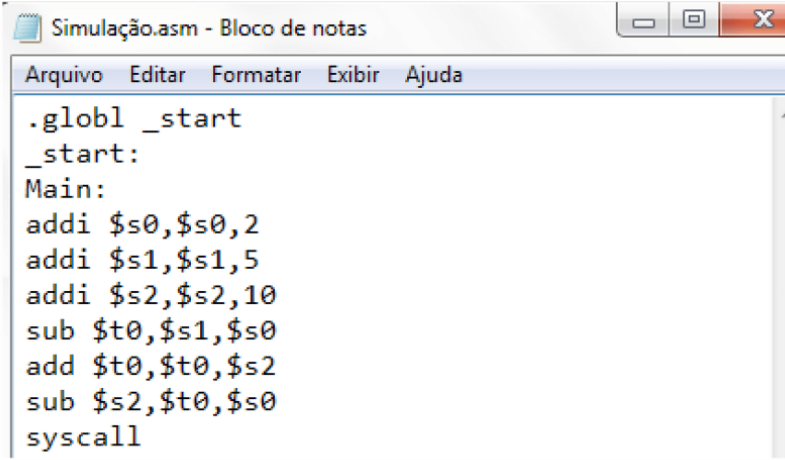 Simulação.asm - Bloco de notas
Arquivo Editar Formatar Exibir Ajuda
.globl _start
_start:
Main:
addi $s0,$s0,2
addi $s1,$s1,5
addi $s2,$s2,10
sub $t0,$s1,$s0
add $t0,$t0,$s2
sub $s2,$t0,$s0
syscall